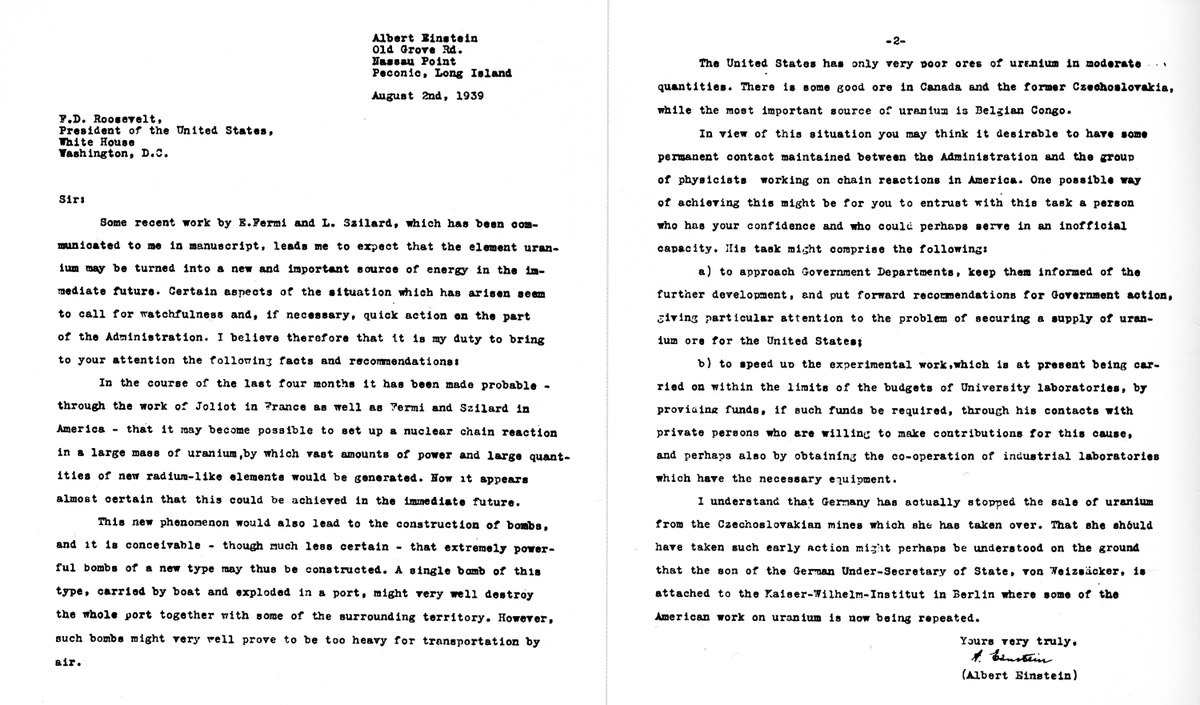 Albert Einstein
Old Grove Rd.
Nassau Point
Peconic, Long Island
August 2nd, 1939
F.D. Roosevelt,
President of the United States,
White House
Washington, D.C.
Sir:
Some recent work by E.Fermi and L. Szilard, which has been com-
municated to me in manuscript, leads me to expect that the element uran-
ium may be turned into a new and important source of energy in the im-
mediate future. Certain aspects of the situation which has arisen seem
to call for watchfulness and, if necessary, quick action on the part
of the Administration. I believe therefore that it is my duty to bring
to your attention the following facts and recommendations:
In the course of the last four months it has been made probable -
through the work of Joliot in France as well as Fermi and Szilard in
America - that it may become possible to set up a nuclear chain reaction
in a large mass of uranium,by which vast amounts of power and large quant-
ities of new radium-like elements would be generated. Now it appears
almost certain that this could be achieved in the immediate future.
This new phenomenon would also lead to the construction of bombs,
and it is conceivable - though much less certain - that extremely power-
ful bombs of a new type may thus be constructed. A single bomb of this
type, carried by boat and exploded in a port, might very well destroy
the whole port together with some of the surrounding territory. However,
such bombs might very well prove to be too heavy for transportation by
air.
-2-
The United States has only very poor ores of uranium in moderate
quantities. There is some good ore in Canada and the former Czechoslovakia,
while the most important source of uranium is Belgian Congo.
In view of this situation you may think it desirable to have some
permanent contact maintained between the Administration and the group
of physicists working on chain reactions in America. One possible way
of achieving this might be for you to entrust with this task a person
who has your confidence and who could perhaps serve in an inofficial
capacity. His task might comprise the following:
a) to approach Government Departments, keep them informed of the
further development, and put forward recommendations for Government action,
giving particular attention to the problem of securing a supply of uran-
ium ore for the United States;
b) to speed up the experimental work,which is at present being car-
ried on within the limits of the budgets of University laboratories, by
providing funds, if such funds be required, through his contacts with
private persons who are willing to make contributions for this cause,
and perhaps also by obtaining the co-operation of industrial laboratories
which have the necessary equipment.
I understand that Germany has actually stopped the sale of uranium
from the Czechoslovakian mines which she has taken over. That she should
have taken such early action might perhaps be understood on the ground
that the son of the German Under-Secretary of State, von Weizsäcker, is
attached to the Kaiser-Wilhelm-Institut in Berlin where some of the
American work on uranium is now being repeated.
Yours very truly,
A. Einstein
(Albert Einstein)